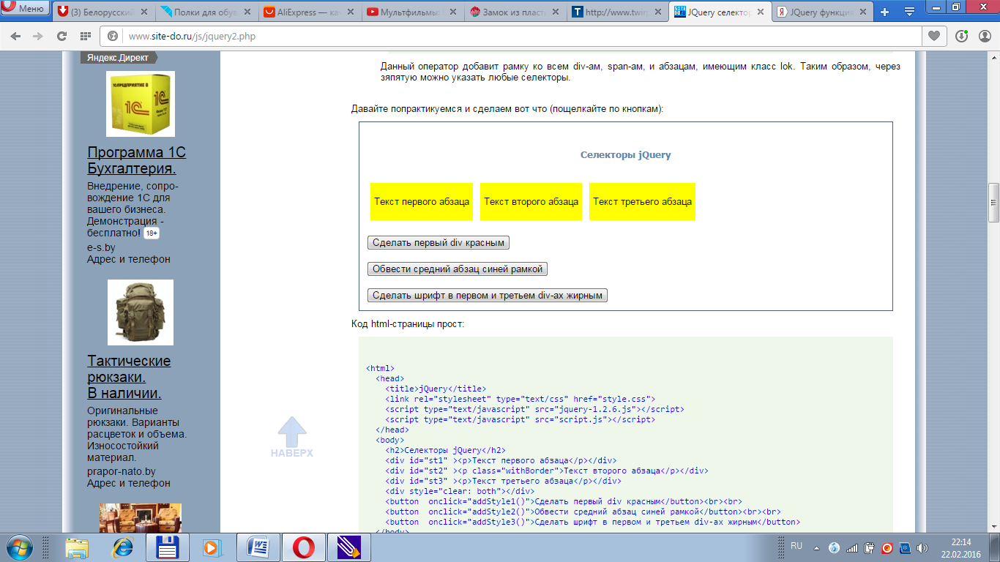 Меню
(3) Белорусский
Полки для обув
AliExpress — кач
Мультфильмы
Замок из пласт
http://www.twirp
JQuery селектор
JQuery функция
www.site-do.ru/js/jquery2.php
Яндекс.Директ
1С:ПРЕДПРИЯТИЕ 8
1С
Программа 1С
Бухгалтерия.
Внедрение, сопро-
вождение 1С для
вашего бизнеса.
Демонстрация -
бесплатно! 18+
e-s.by
Адрес и телефон
Тактические
рюкзаки.
В наличии.
Оригинальные
рюкзаки. Варианты
расцветок и объема.
Износостойкий
материал.
prapor-nato.by
Адрес и телефон
НАВЕРХ
Данный оператор добавит рамку ко всем div-ам, span-ам, и абзацам, имеющим класс lok. Таким образом, через
зяпятую можно указать любые селекторы.
Давайте попрактикуемся и сделаем вот что (пощелкайте по кнопкам):
Селекторы jQuery
Текст первого абзаца Текст второго абзаца Текст третьего абзаца
Сделать первый div красным
Обвести средний абзац синей рамкой
Сделать шрифт в первом и третьем div-ах жирным
Код html-страницы прост:
<html>
<head>
<title>jQuery</title>
<link rel="stylesheet" type="text/css" href="style.css">
<script type="text/javascript" src="jquery-1.2.6.js"></script>
<script type="text/javascript" src="script.js"></script>
</head>
<body>
<h2>Селекторы jQuery</h2>
<div id="st1" ><p>Текст первого абзаца</p></div>
<div id="st2" ><p class="withBorder">Текст второго абзаца</p></div>
<div id="st3" ><p>Текст третьего абзаца</p></div>
<div style="clear: both"></div>
<button  onclick="addStyle1()">Сделать первый div красным</button><br><br>
<button  onclick="addStyle2()">Обвести средний абзац синей рамкой</button><br><br>
<button  onclick="addStyle3()">Сделать шрифт в первом и третьем div-ах жирным</button>
</body>
RU
22:14
22.02.2016